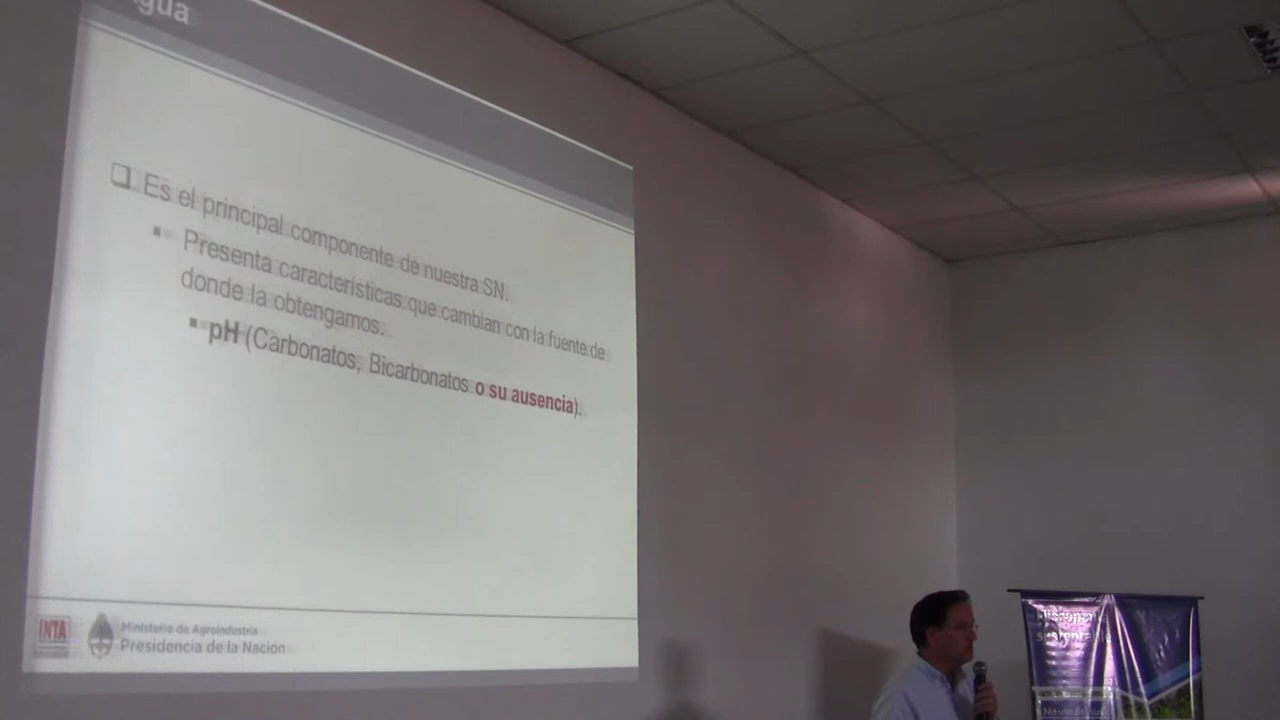 gua
Es el principal componente de nuestra SN.
Presenta características que cambian con la fuente de
donde la obtengamos.
pH (Carbonatos, Bicarbonatos o su ausencia).
INTA
Ministerio de Agroindustria
Presidencia de la Nación